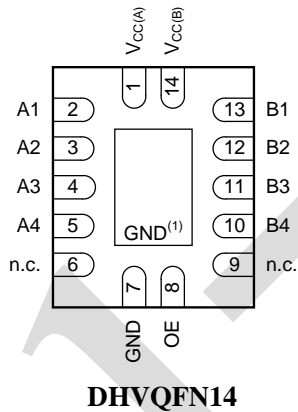 VCC(A) VCC(B)
1 14
A1 2 13 B1
A2 3 12 B2
A3 4 11 B3
A4 5 10 B4
GND(1)
n.c. 6 9 n.c.
7 8
GND OE
DHVQFN14